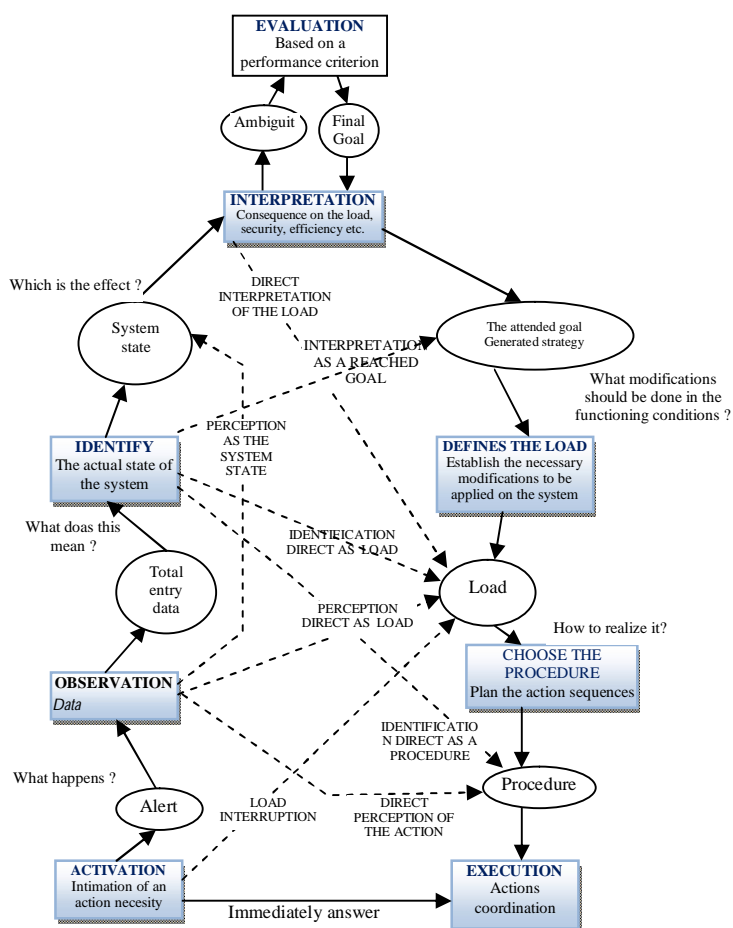 EVALUATION
Based on a
performance criterion
Ambiguit
Final
Goal
INTERPRETATION
Consequence on the load,
security, efficiency etc.
Which is the effect ?
DIRECT
INTERPRETATION
OF THE LOAD
System
state
The attended goal
Generated strategy
INTERPRETATION
AS A REACHED
GOAL
What modifications
should be done in the
functioning conditions ?
PERCEPTION
AS THE
SYSTEM
STATE
IDENTIFY
The actual state of
the system
DEFINES THE LOAD
Establish the necessary
modifications to be
applied on the system
What doas this
mean ?
IDENTIFICATION
DIRECT AS LOAD
Total
entry
data
Load
PERCEPTION
DIRECT AS LOAD
How to realize it?
OBSERVATION
Data
CHOOSE THE
PROCEDURE
Plan the action sequences
IDENTIFICATIO
N DIRECT AS A
PROCEDURE
What happens ?
Alert
LOAD
INTERRUPTION
DIRECT
PERCEPTION OF
THE ACTION
Procedure
ACTIVATION
Intimation of an
action necesity
EXECUTION
Actions
coordination
Immediately answer